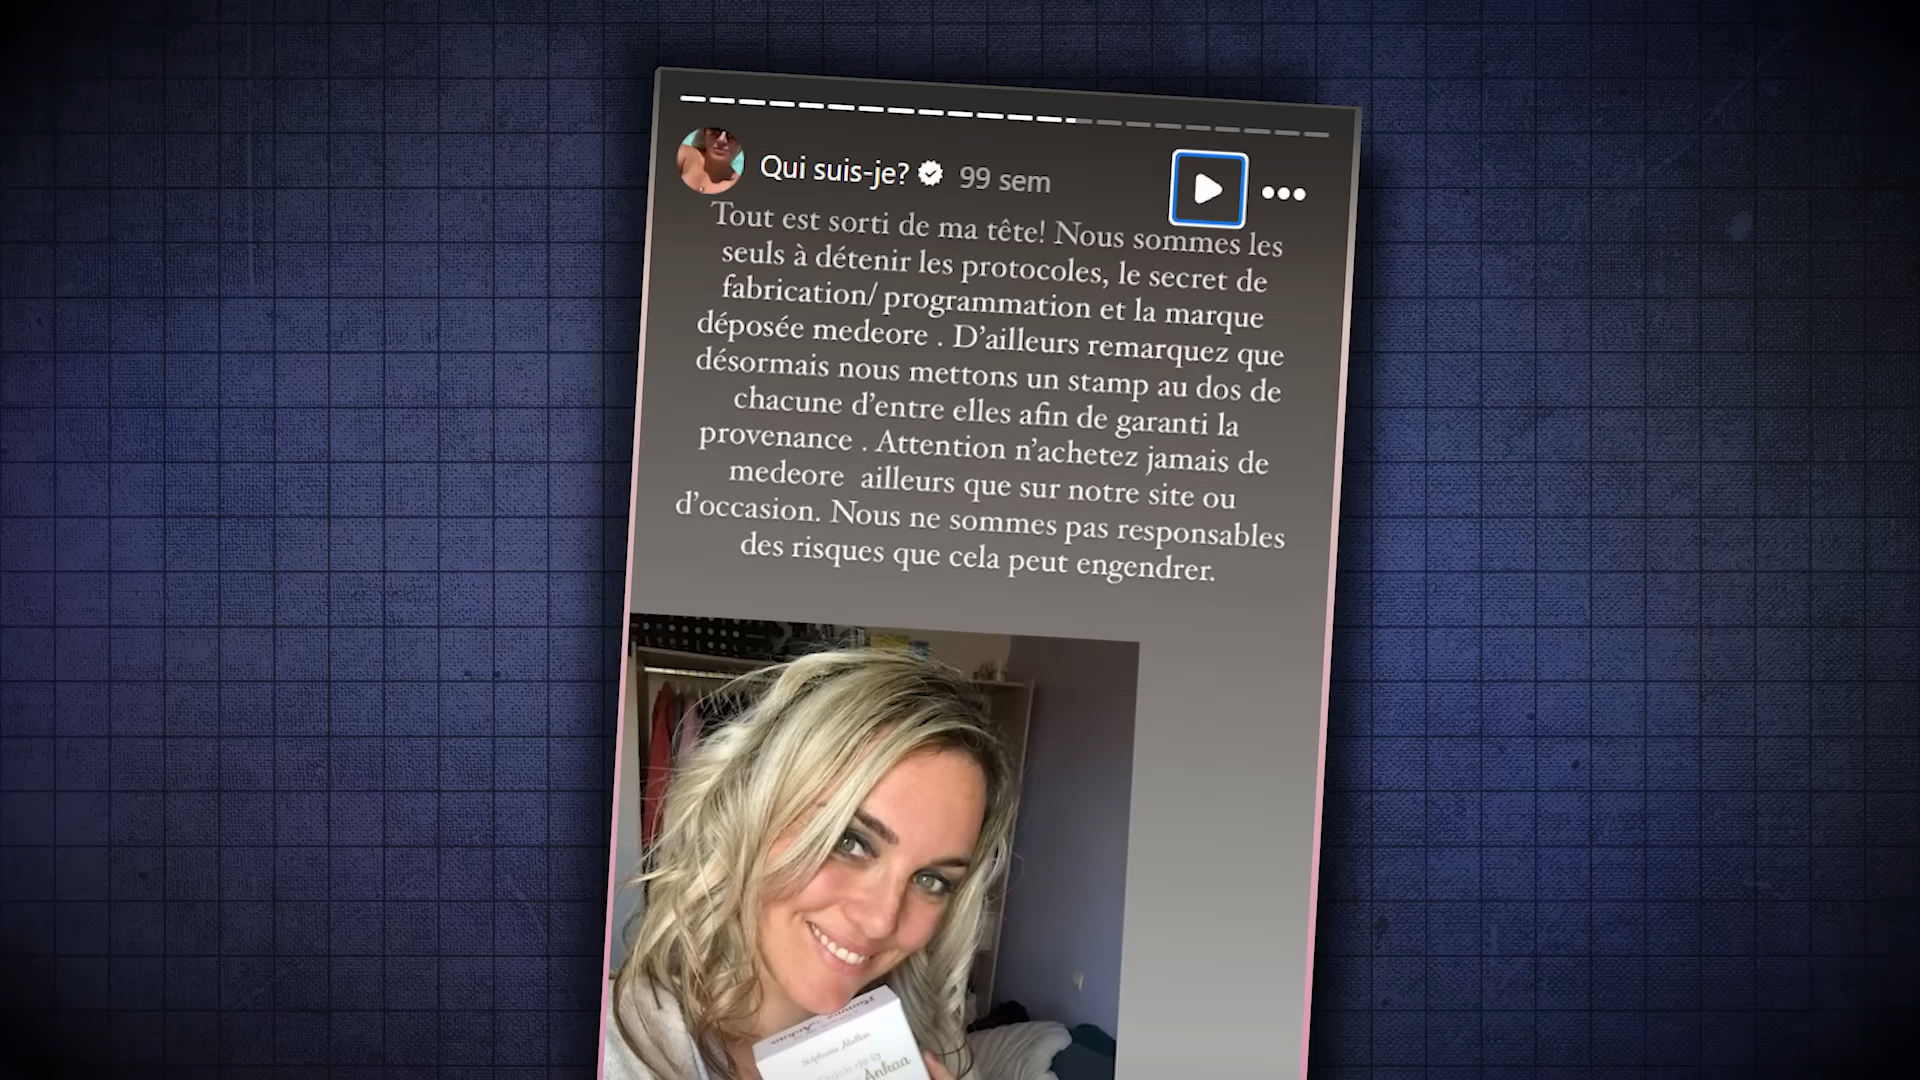 Qui suis-je? 99 sem
Tout est sorti de ma tête! Nous sommes les
seuls à détenir les protocoles, le secret de
fabrication/ programmation et la marque
déposée medeore . D’ailleurs remarquez que
désormais nous mettons un stamp au dos de
chacune d’entre elles afin de garanti la
provenance . Attention n’achetez jamais de
medeore  ailleurs que sur notre site ou
d’occasion. Nous ne sommes pas responsables
des risques que cela peut engendrer.
Ankaa